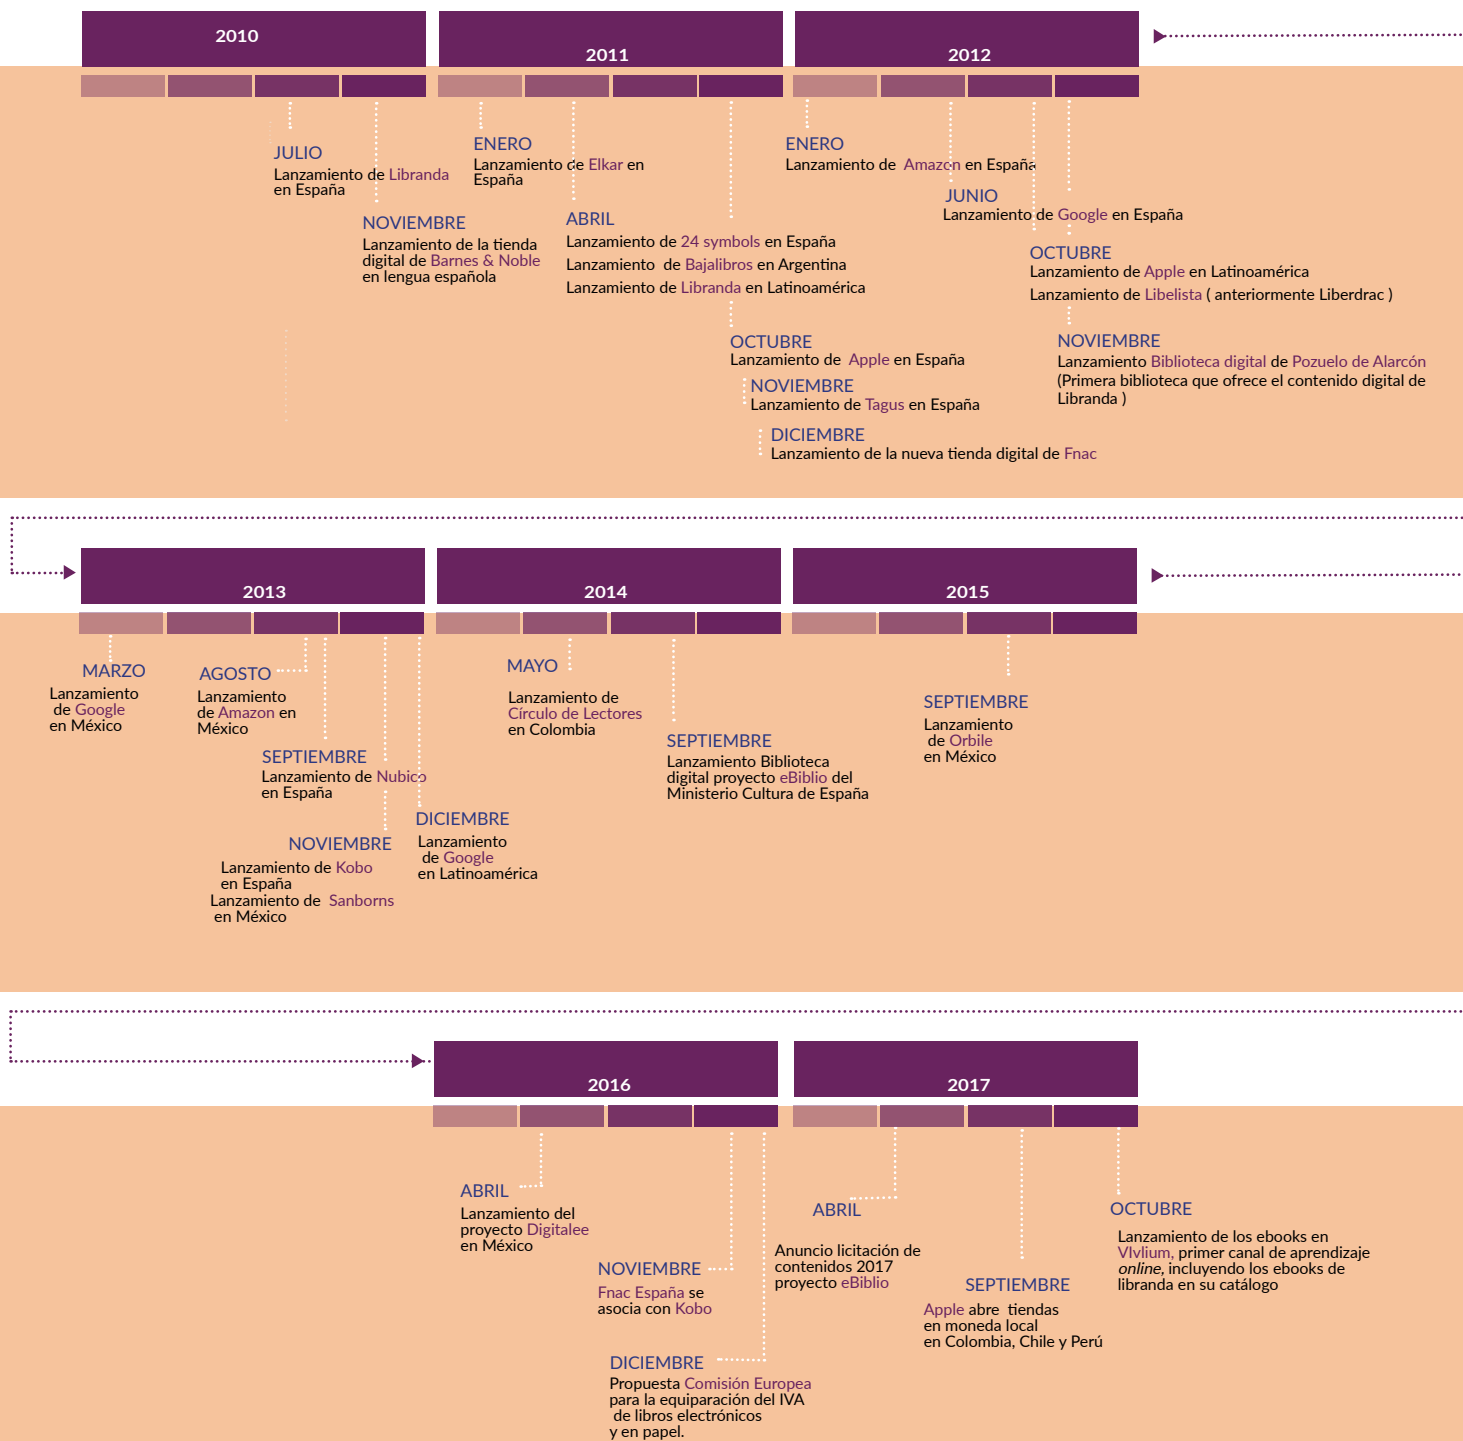 2010
2011
2012
JULIO
Lanzamiento de Libranda
en España
NOVIEMBRE
Lanzamiento de la tienda
digital de Barnes & Noble
en lengua española
ENERO
Lanzamiento de Elkar en
España
ABRIL
Lanzamiento de 24 symbols en España
Lanzamiento de Bajalibros en Argentina
Lanzamiento de Libranda en Latinoamérica
OCTUBRE
Lanzamiento de Apple en España
NOVIEMBRE
Lanzamiento de Tagus en España
DICIEMBRE
Lanzamiento de la nueva tienda digital de Fnac
ENERO
Lanzamiento de Amazon en España
JUNIO
Lanzamiento de Google en España
OCTUBRE
Lanzamiento de Apple en Latinoamérica
Lanzamiento de Libelista ( anteriormente Liberdrac )
NOVIEMBRE
Lanzamiento Biblioteca digital de Pozuelo de Alarcón
(Primera biblioteca que ofrece el contenido digital de
Libranda )
2013
2014
2015
MARZO
Lanzamiento
de Google
en México
AGOSTO
Lanzamiento
de Amazon en
México
SEPTIEMBRE
Lanzamiento de Nubico
en España
NOVIEMBRE
Lanzamiento de Kobo
en España
Lanzamiento de Sanborns
en México
DICIEMBRE
Lanzamiento
de Google
en Latinoamérica
MAYO
Lanzamiento de
Círculo de Lectores
en Colombia
SEPTIEMBRE
Lanzamiento Biblioteca
digital proyecto eBiblio del
Ministerio Cultura de España
SEPTIEMBRE
Lanzamiento
de Orbile
en México
2016
2017
ABRIL
Lanzamiento del
proyecto Digitalee
en México
NOVIEMBRE
Fnac España se
asocia con Kobo
DICIEMBRE
Propuesta Comisión Europea
para la equiparación del IVA
de libros electrónicos
y en papel.
ABRIL
Anuncio licitación de
contenidos 2017
proyecto eBiblio
SEPTIEMBRE
Apple abre tiendas
en moneda local
en Colombia, Chile y Perú
OCTUBRE
Lanzamiento de los ebooks en
VIvlium, primer canal de aprendizaje
online, incluyendo los ebooks de
libranda en su catálogo